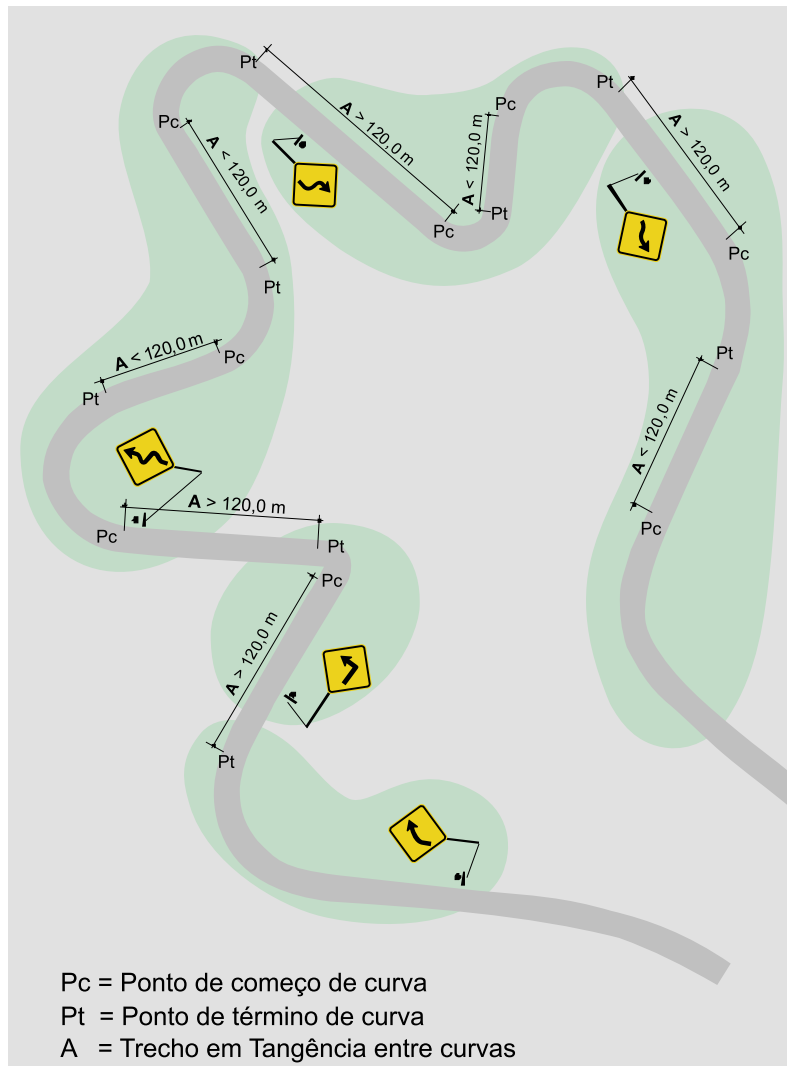 Pt
A > 120,0 m
Pc
A < 120,0 m
Pt
Pc
A < 120,0 m
Pt
Pc
Pt
A > 120,0 m
Pc
Pt
A < 120,0 m
Pc
Pc
A < 120,0 m
Pt
A > 120,0 m
Pc
Pt
Pc
A > 120,0 m
Pt
Pc = Ponto de começo de curva
Pt = Ponto de término de curva
A = Trecho em Tangência entre curvas